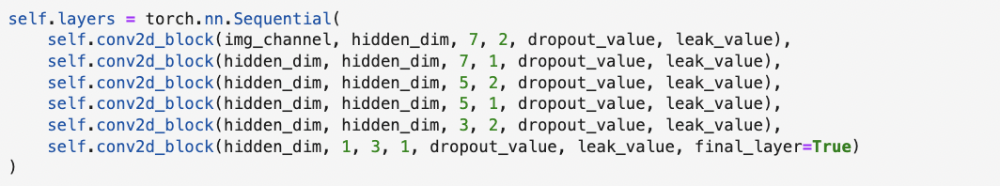 self.layers = torch.nn.Sequential(
    self.conv2d_block(img_channel, hidden_dim, 7, 2, dropout_value, leak_value),
    self.conv2d_block(hidden_dim, hidden_dim, 7, 1, dropout_value, leak_value),
    self.conv2d_block(hidden_dim, hidden_dim, 5, 2, dropout_value, leak_value),
    self.conv2d_block(hidden_dim, hidden_dim, 5, 1, dropout_value, leak_value),
    self.conv2d_block(hidden_dim, hidden_dim, 3, 2, dropout_value, leak_value),
    self.conv2d_block(hidden_dim, 1, 3, 1, dropout_value, leak_value, final_layer=True)
)